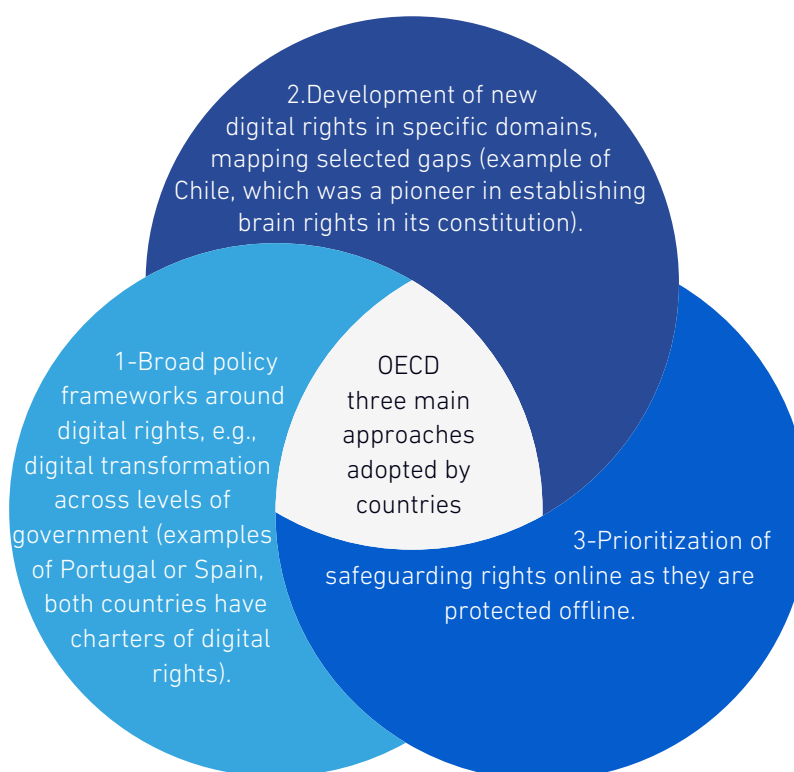 2.Development of new
digital rights in specific domains,
mapping selected gaps (example of
Chile, which was a pioneer in establishing
brain rights in its constitution).
1-Broad policy
frameworks around
digital rights, e.g.,
digital transformation
across levels of
government (examples
of Portugal or Spain,
both countries have
charters of digital
rights).
OECD
three main
approaches
adopted by
countries
3-Prioritization of
safeguarding rights online as they are
protected offline.